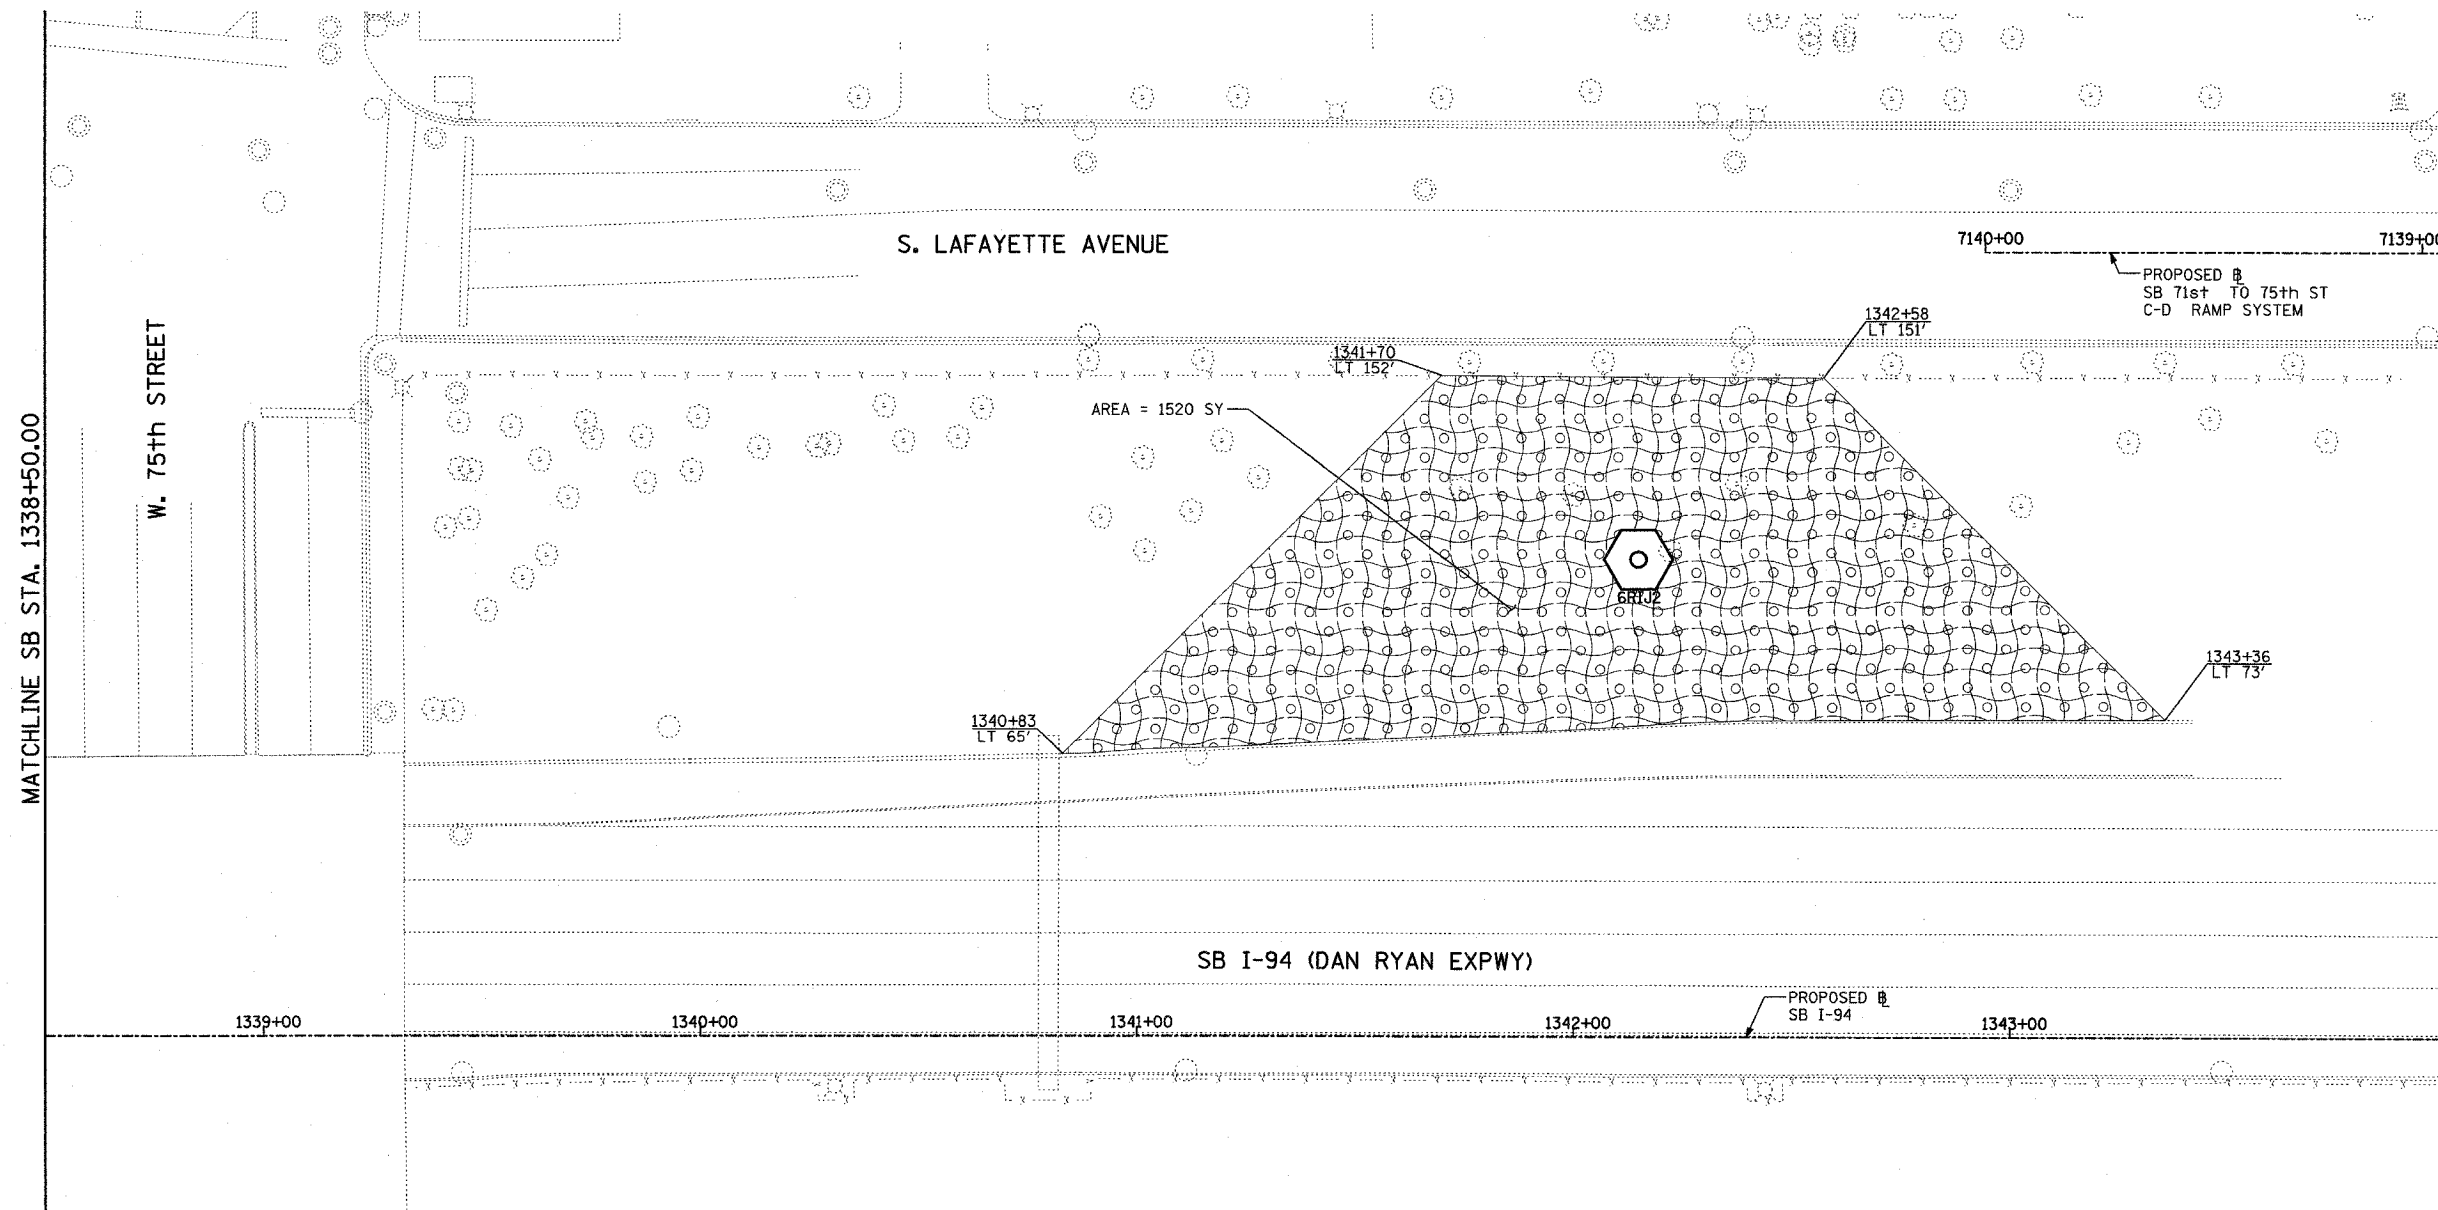 S. LAFAYETTE AVENUE
7140+00
7139+00
PROPOSED ℄
SB 71st TO 75th ST
C-D RAMP SYSTEM
1342+58
LT 151'
1341+70
LT 152'
AREA = 1520 SY
W. 75th STREET
MATCHLINE SB STA. 1338+50.00
1343+36
LT 73'
1340+83
LT 65'
SB I-94 (DAN RYAN EXPWY)
PROPOSED
SB I-94
1339+00
1340+00
1341+00
1342+00
1343+00